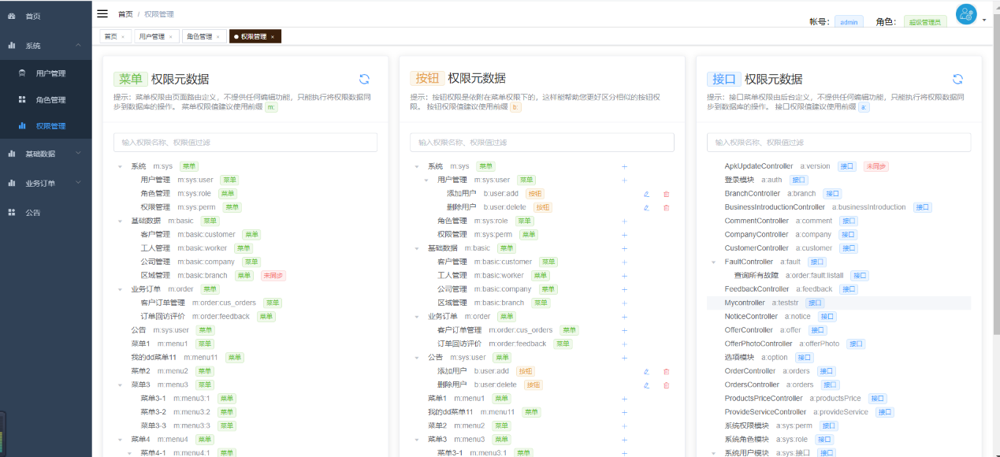 首页
系统
用户管理
角色管理
权限管理
基础数据
业务订单
公告
首页 / 权限管理
帐号： admin 角色： 超级管理员
首页 × 用户管理 × 角色管理 × 权限管理 ×
菜单 权限元数据
提示：菜单权限由页面路由定义，不提供任何编辑功能，只能执行将权限数据同
步到数据库的操作。 菜单权限值建议使用前缀 m:
输入权限名称、权限值过滤
系统 m:sys 菜单
用户管理 m:sys:user 菜单
角色管理 m:sys:role 菜单
权限管理 m:sys:perm 菜单
基础数据 m:basic 菜单
客户管理 m:basic:customer 菜单
工人管理 m:basic:worker 菜单
公司管理 m:basic:company 菜单
区域管理 m:basic:branch 菜单 未同步
业务订单 m:order 菜单
客户订单管理 m:order:cus_orders 菜单
订单回访评价 m:order:feedback 菜单
公告 m:sys:user 菜单
菜单1 m:menu1 菜单
我的dd菜单11 m:menu11 菜单
菜单2 m:menu2 菜单
菜单3 m:menu3 菜单
菜单3-1 m:menu3:1 菜单
菜单3-2 m:menu3:2 菜单
菜单3-3 m:menu3:3 菜单
菜单4 m:menu4 菜单
菜单4-1 m:menu4:1 菜单
按钮 权限元数据
提示：按钮权限是依附在菜单权限下的，这样能帮助您更好区分相似的按钮权
限。 按钮权限值建议使用前缀 b:
输入权限名称、权限值过滤
系统 m:sys 菜单
用户管理 m:sys:user 菜单
添加用户 b:user:add 按钮
删除用户 b:user:delete 按钮
角色管理 m:sys:role 菜单
权限管理 m:sys:perm 菜单
基础数据 m:basic 菜单
客户管理 m:basic:customer 菜单
工人管理 m:basic:worker 菜单
公司管理 m:basic:company 菜单
区域管理 m:basic:branch 菜单
业务订单 m:order 菜单
客户订单管理 m:order:cus_orders 菜单
订单回访评价 m:order:feedback 菜单
公告 m:sys:user 菜单
添加用户 b:user:add 按钮
删除用户 b:user:delete 按钮
菜单1 m:menu1 菜单
我的dd菜单11 m:menu11 菜单
菜单2 m:menu2 菜单
菜单3 m:menu3 菜单
菜单3-1 m:menu3:1 菜单
接口 权限元数据
提示：接口菜单权限由后台定义，不提供任何编辑功能，只能执行将权限数据同
步到数据库的操作。 接口权限值建议使用前缀 a:
输入权限名称、权限值过滤
ApkUpdateController a:version 接口 未同步
登录模块 a:auth 接口
BranchController a:branch 接口
BusinessIntroductionController a:businessIntroduction 接口
CommentController a:comment 接口
CompanyController a:company 接口
CustomerController a:customer 接口
FaultController a:fault 接口
查询所有故障 a:order:fault:listall 接口
FeedbackController a:feedback 接口
Mycontroller a:teststr 接口
NoticeController a:notice 接口
OfferController a:offer 接口
OfferPhotoController a:offerPhoto 接口
选项模块 a:option 接口
OrderController a:orders 接口
OrdersController a:orders 接口
ProductsPriceController a:productsPrice 接口
ProvideServiceController a:provideService 接口
系统权限模块 a:sys:perm 接口
系统角色模块 a:sys:role 接口
系统用户模块 a:sys:接口 接口